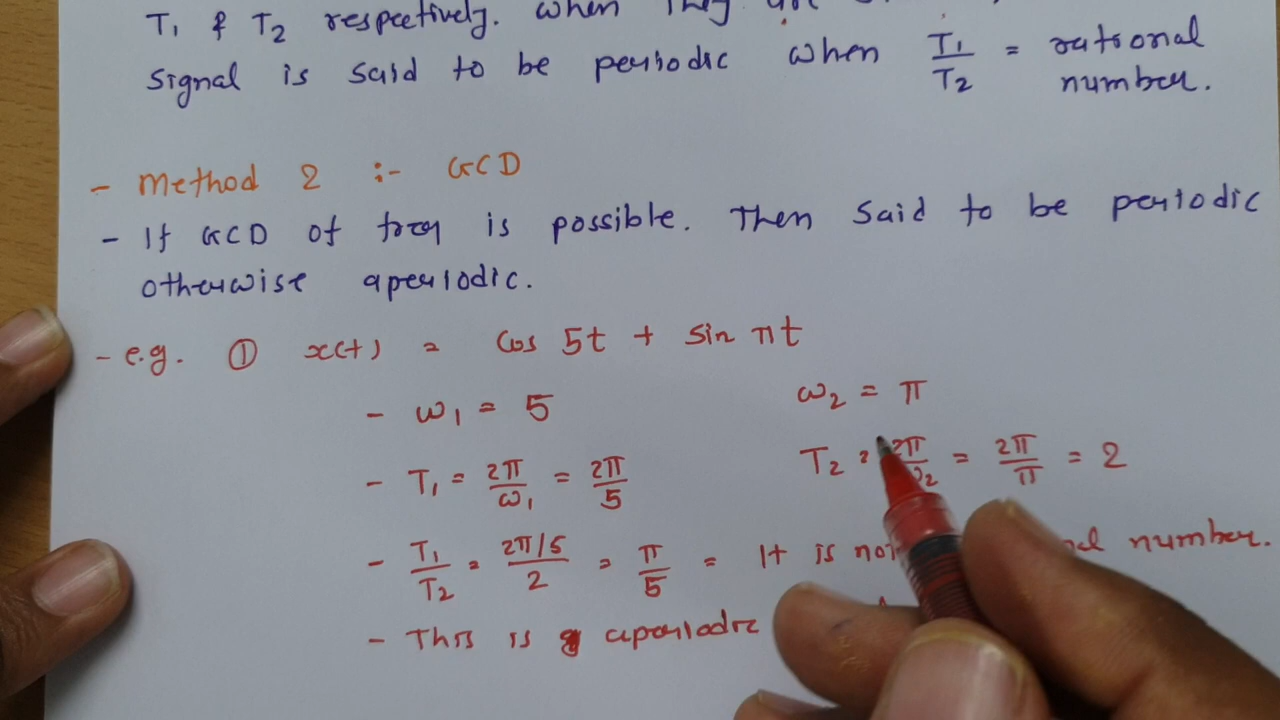 T₁ & T₂ respectively. When they
signal is said to be periodic when T₁/T₂ = rational number.
- Method 2 :- GCD
- If GCD of freq is possible. Then said to be periodic
otherwise aperiodic.
- e.g. ① x(t) = cos 5t + sin πt
- ω₁ = 5 ω₂ = π
- T₁ = 2π/ω₁ = 2π/5 T₂ = 2π/ω₂ = 2π/π = 2
- T₁/T₂ = 2π/5/2 = π/5 = It is not number.
- This is aperiodic